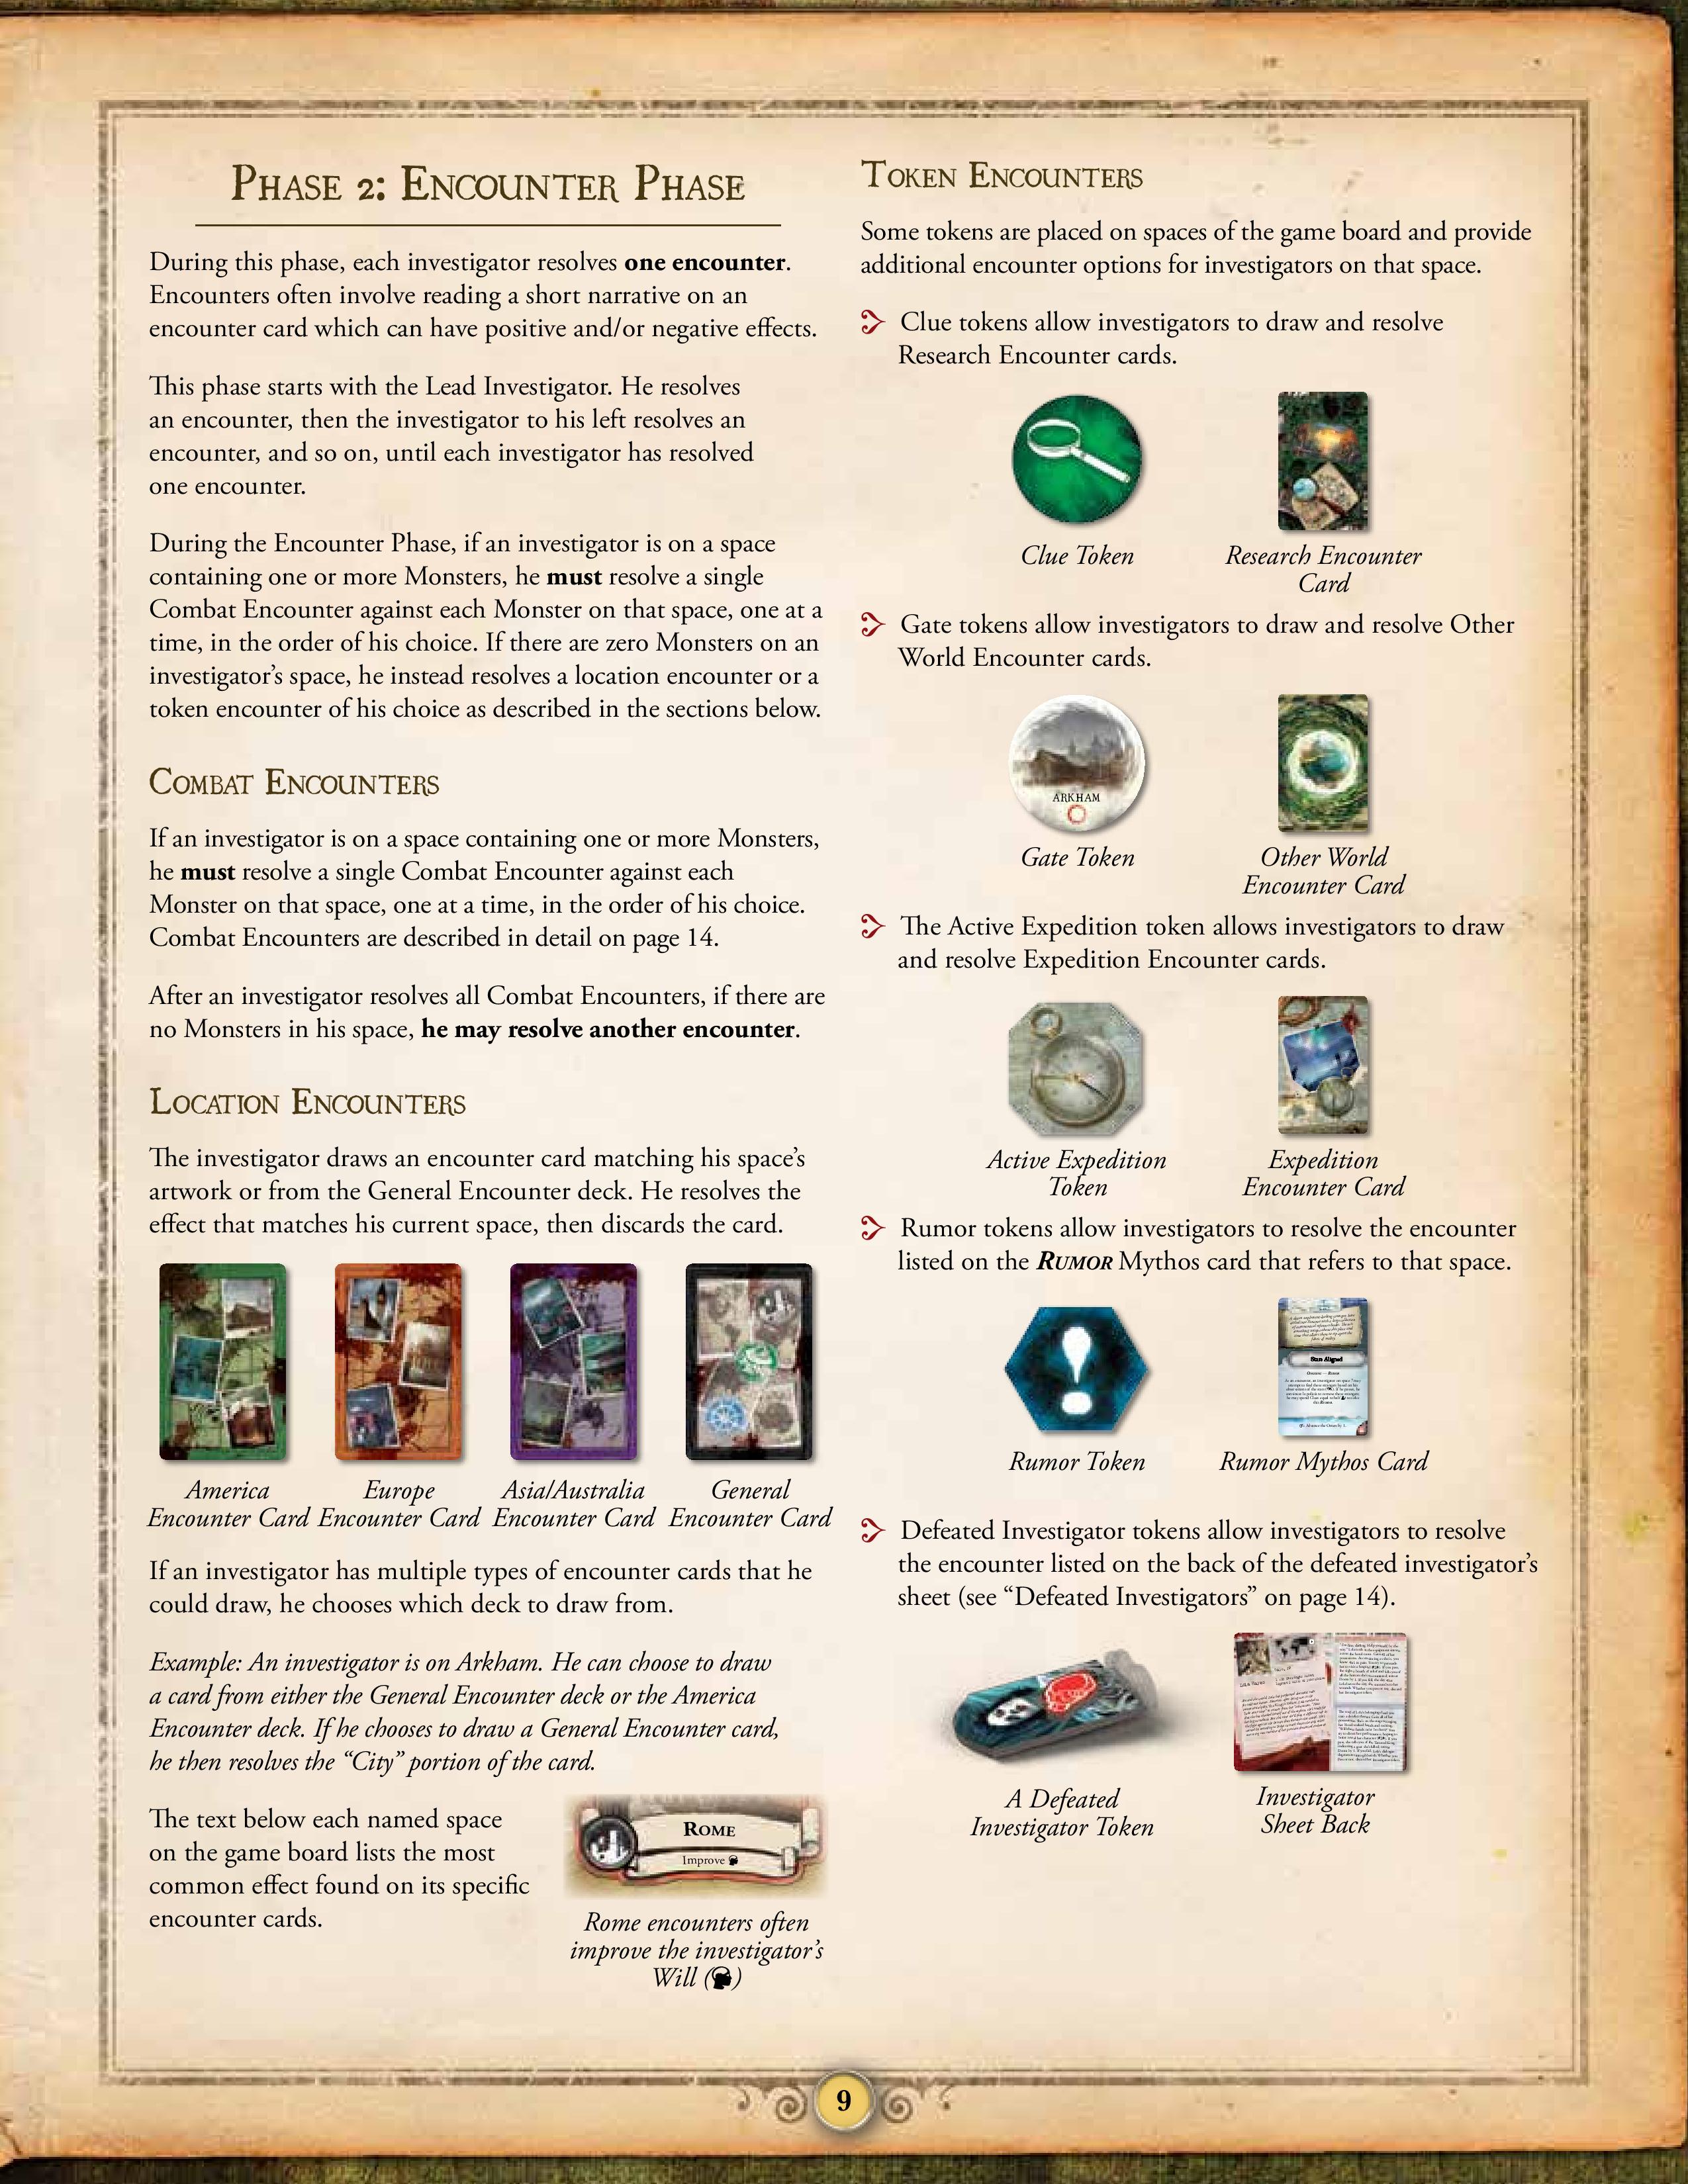 Phase 2: Encounter Phase
During this phase, each investigator resolves one encounter.
Encounters often involve reading a short narrative on an
encounter card which can have positive and/or negative effects.
This phase starts with the Lead Investigator. He resolves
an encounter, then the investigator to his left resolves an
encounter, and so on, until each investigator has resolved
one encounter.
During the Encounter Phase, if an investigator is on a space
containing one or more Monsters, he must resolve a single
Combat Encounter against each Monster on that space, one at a
time, in the order of his choice. If there are zero Monsters on an
investigator's space, he instead resolves a location encounter or a
token encounter of his choice as described in the sections below.
Combat Encounters
If an investigator is on a space containing one or more Monsters,
he must resolve a single Combat Encounter against each
Monster on that space, one at a time, in the order of his choice.
Combat Encounters are described in detail on page 14.
After an investigator resolves all Combat Encounters, if there are
no Monsters in his space, he may resolve another encounter.
Location Encounters
The investigator draws an encounter card matching his space's
artwork or from the General Encounter deck. He resolves the
effect that matches his current space, then discards the card.
America
Encounter Card
Europe
Encounter Card
Asia/Australia
Encounter Card
General
Encounter Card
If an investigator has multiple types of encounter cards that he
could draw, he chooses which deck to draw from.
Example: An investigator is on Arkham. He can choose to draw
a card from either the General Encounter deck or the America
Encounter deck. If he chooses to draw a General Encounter card,
he then resolves the “City” portion of the card.
The text below each named space
on the game board lists the most
common effect found on its specific
encounter cards.
Rome
Improve
Rome encounters often
improve the investigator's
Will ( )
Token Encounters
Some tokens are placed on spaces of the game board and provide
additional encounter options for investigators on that space.
Clue tokens allow investigators to draw and resolve
Research Encounter cards.
Clue Token
Research Encounter
Card
Gate tokens allow investigators to draw and resolve Other
World Encounter cards.
ARKHAM
Gate Token
Other World
Encounter Card
The Active Expedition token allows investigators to draw
and resolve Expedition Encounter cards.
Active Expedition
Token
Expedition
Encounter Card
Rumor tokens allow investigators to resolve the encounter
listed on the Rumor Mythos card that refers to that space.
Stars Aligned
Rumor Token
Rumor Mythos Card
Defeated Investigator tokens allow investigators to resolve
the encounter listed on the back of the defeated investigator's
sheet (see “Defeated Investigators” on page 14).
A Defeated
Investigator Token
Investigator
Sheet Back
9